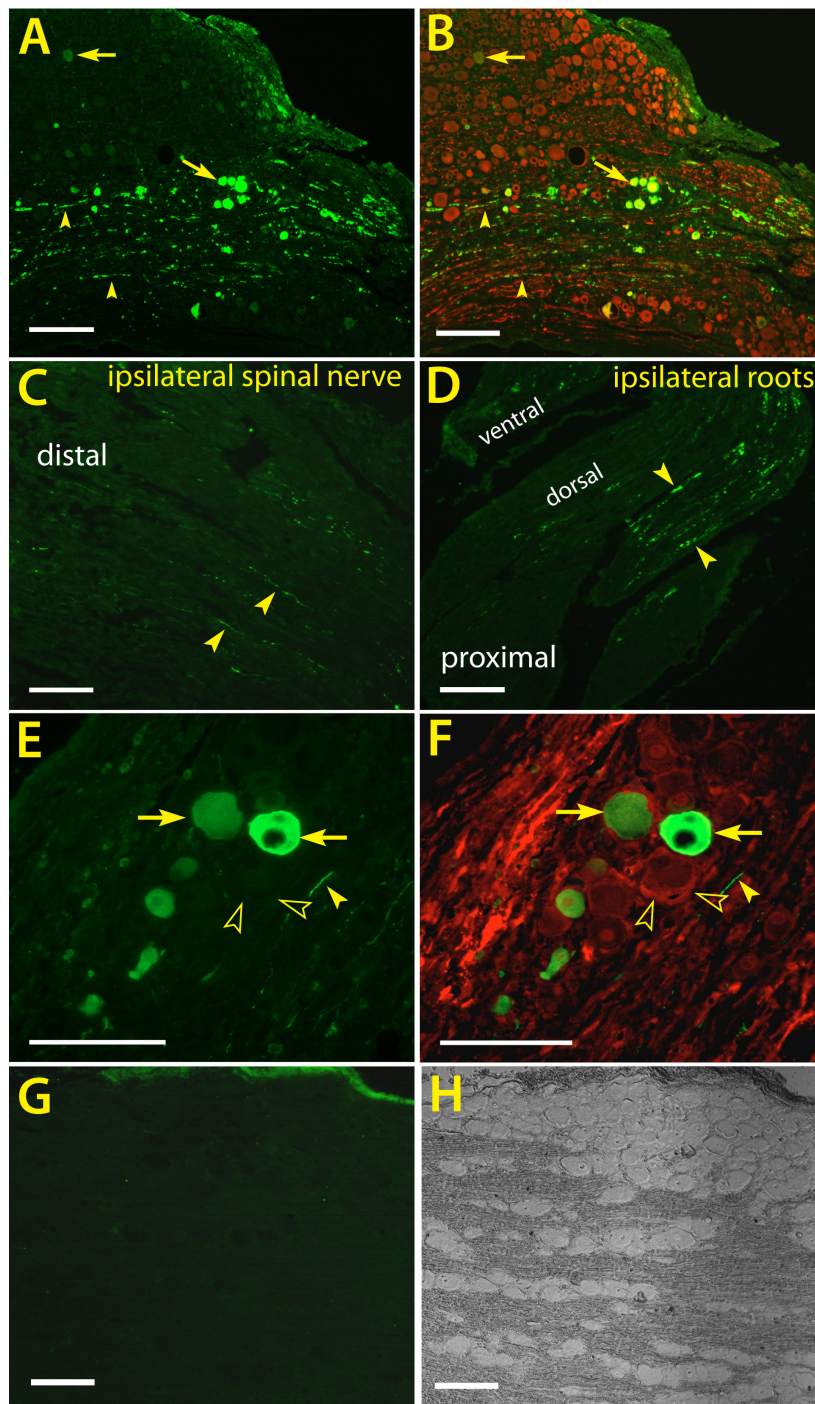 A
B
C
ipsilateral spinal nerve
distal
D
ipsilateral roots
ventral
dorsal
proximal
E
F
G
H